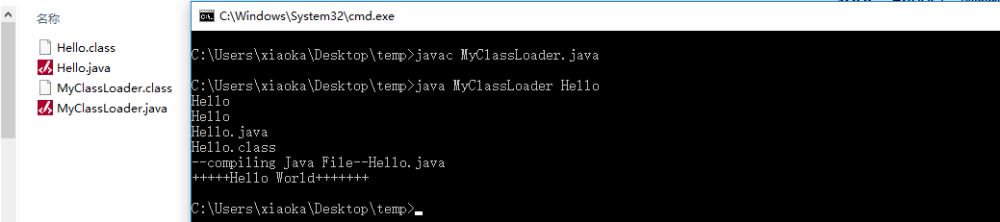 名称
Hello.class
Hello.java
MyClassLoader.class
MyClassLoader.java
C:\Windows\System32\cmd.exe
C:\Users\xiaoka\Desktop\temp>javac MyClassLoader.java
C:\Users\xiaoka\Desktop\temp>java MyClassLoader Hello
Hello
Hello
Hello.java
Hello.class
--compiling Java File--Hello.java
+++++Hello World+++++++
C:\Users\xiaoka\Desktop\temp>